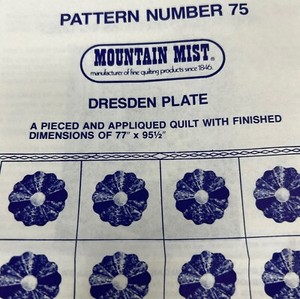 PATTERN NUMBER 75
MOUNTAIN MIST®
manufacturer of fine quilting products since 1846.
DRESDEN PLATE
A PIECED AND APPLIQUED QUILT WITH FINISHED
DIMENSIONS OF 77" x 95½"